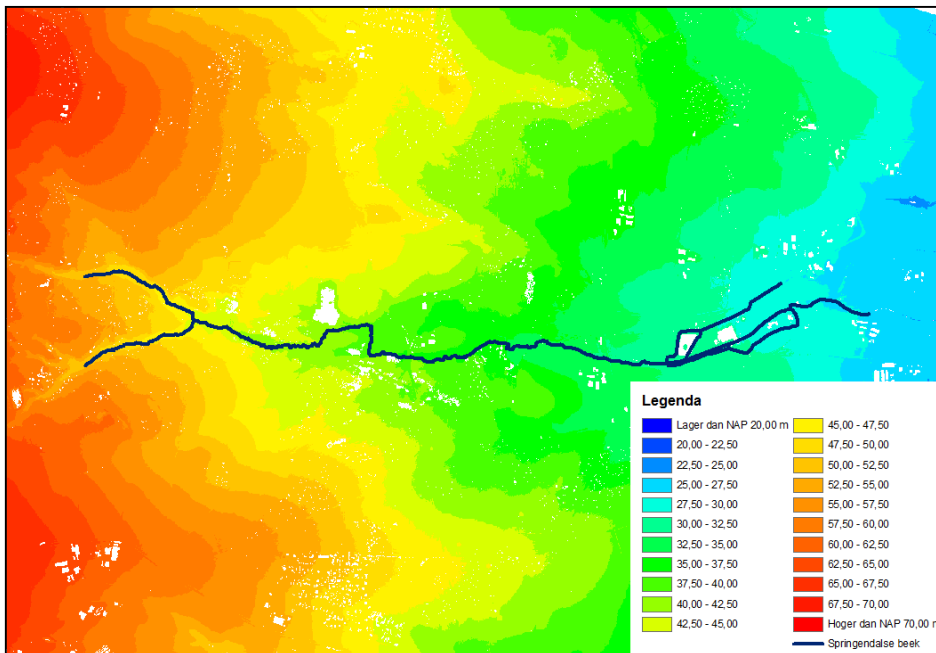 Legenda
Lager dan NAP 20,00 m
20,00 - 22,50
22,50 - 25,00
25,00 - 27,50
27,50 - 30,00
30,00 - 32,50
32,50 - 35,00
35,00 - 37,50
37,50 - 40,00
40,00 - 42,50
42,50 - 45,00
45,00 - 47,50
47,50 - 50,00
50,00 - 52,50
52,50 - 55,00
55,00 - 57,50
57,50 - 60,00
60,00 - 62,50
62,50 - 65,00
65,00 - 67,50
67,50 - 70,00
Hoger dan NAP 70,00 m
Springendalse beek